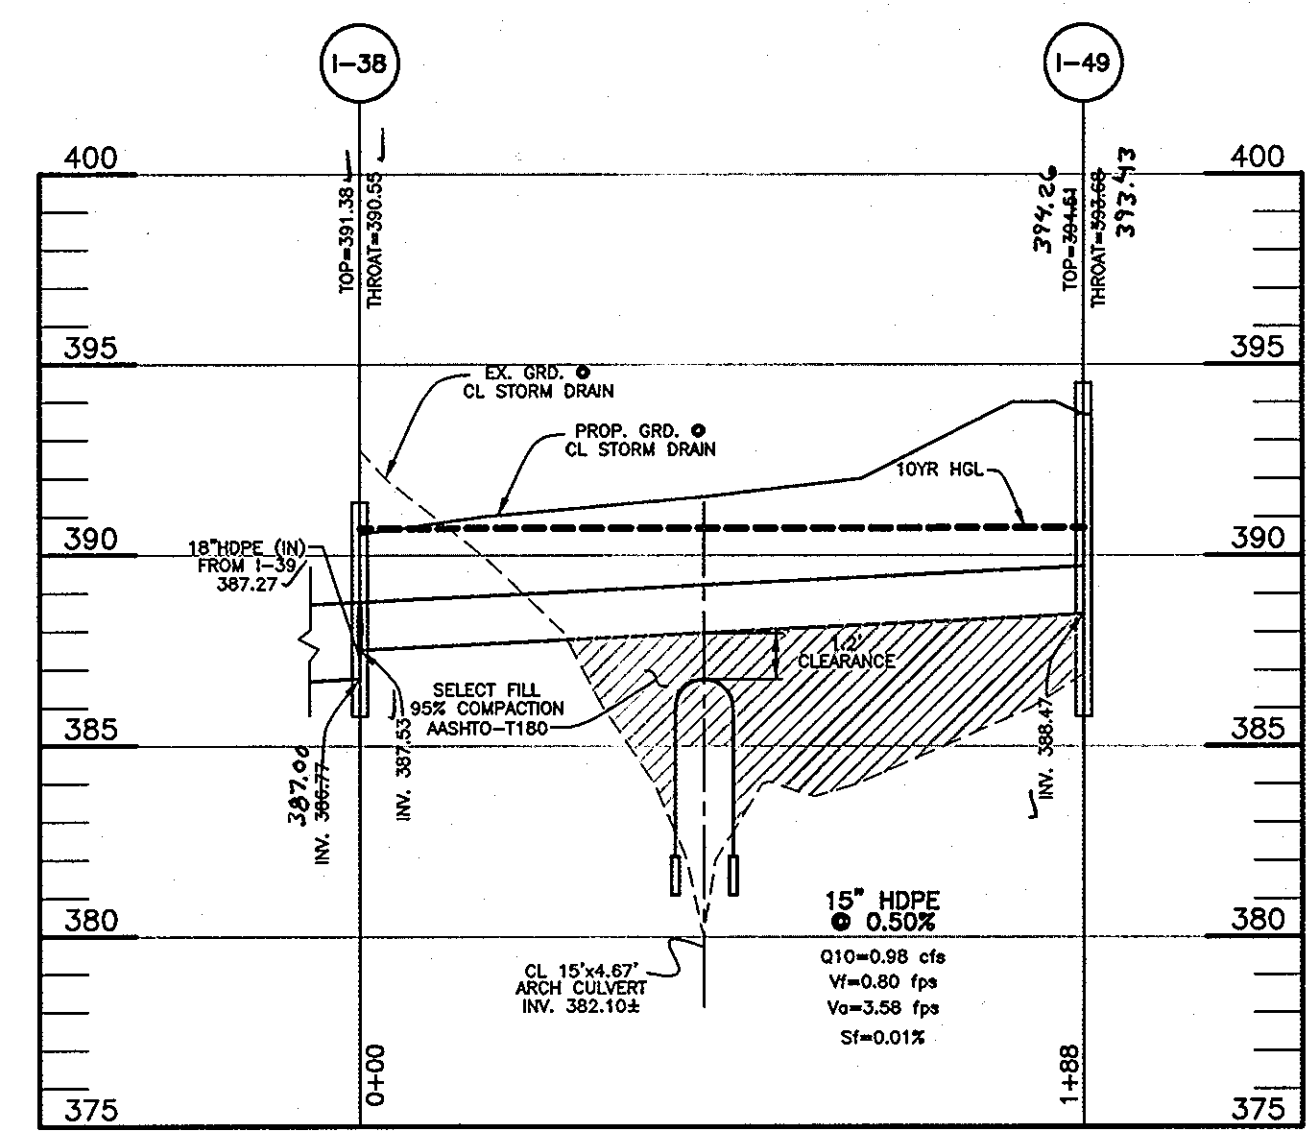 I-38
I-49
400
400
TOP=391.38
THROAT=390.55
394.26
TOP=394.51
THROAT=593.68
393.43
395
395
EX. GRD. @
CL STORM DRAIN
PROP. GRD. @
CL STORM DRAIN
10YR HGL
390
390
18"HDPE (IN)
FROM I-39
387.27
1.2'
CLEARANCE
SELECT FILL
95% COMPACTION
AASHTO-T180
385
385
387.00
INV. 386.77
INV. 387.53
INV. 388.47
15" HDPE
@ 0.50%
380
380
Q10=0.98 cfs
Vf=0.80 fps
Va=3.58 fps
Sf=0.01%
CL 15'x4.67'
ARCH CULVERT
INV. 382.10±
0+00
1+88
375
375